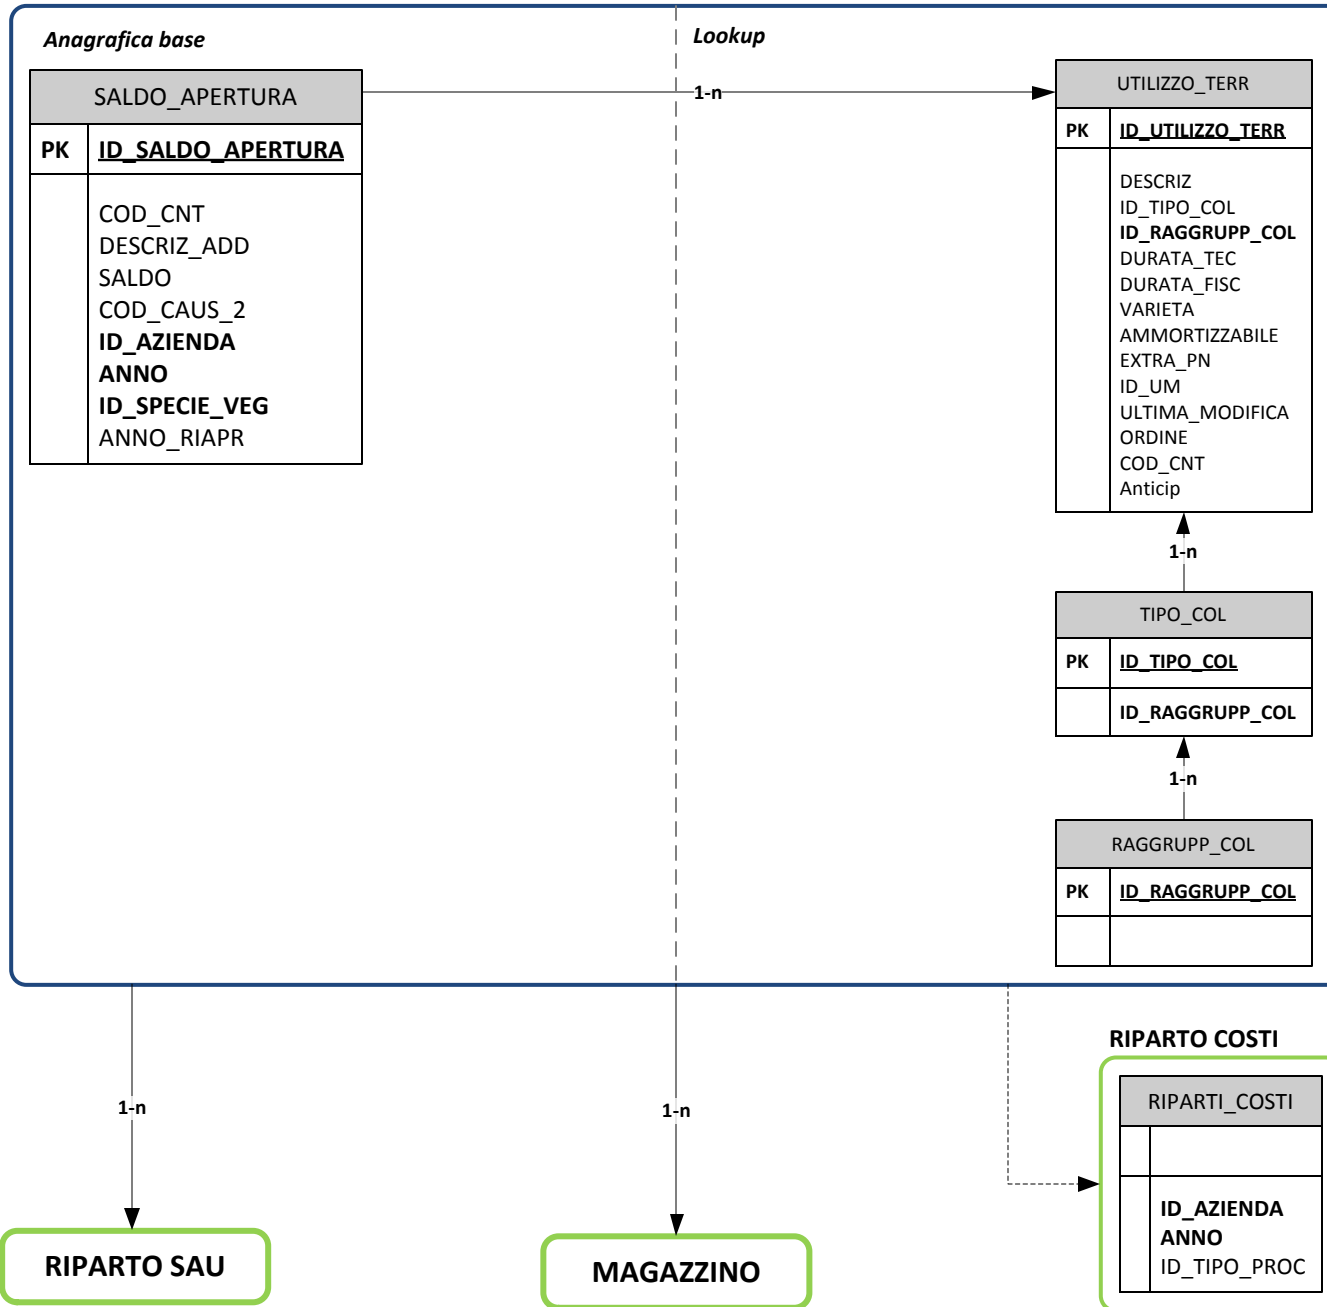 Anagrafica base
Lookup
SALDO_APERTURA
PK ID_SALDO_APERTURA
COD_CNT
DESCRIZ_ADD
SALDO
COD_CAUS_2
ID_AZIENDA
ANNO
ID_SPECIE_VEG
ANNO_RIAPR
1-n
UTILIZZO_TERR
PK ID_UTILIZZO_TERR
DESCRIZ
ID_TIPO_COL
ID_RAGGRUPP_COL
DURATA_TEC
DURATA_FISC
VARIETA
AMMORTIZZABILE
EXTRA_PN
ID_UM
ULTIMA_MODIFICA
ORDINE
COD_CNT
Anticip
1-n
TIPO_COL
PK ID_TIPO_COL
ID_RAGGRUPP_COL
1-n
RAGGRUPP_COL
PK ID_RAGGRUPP_COL
1-n
1-n
RIPARTO COSTI
RIPARTI_COSTI
ID_AZIENDA
ANNO
ID_TIPO_PROC
RIPARTO SAU
MAGAZZINO